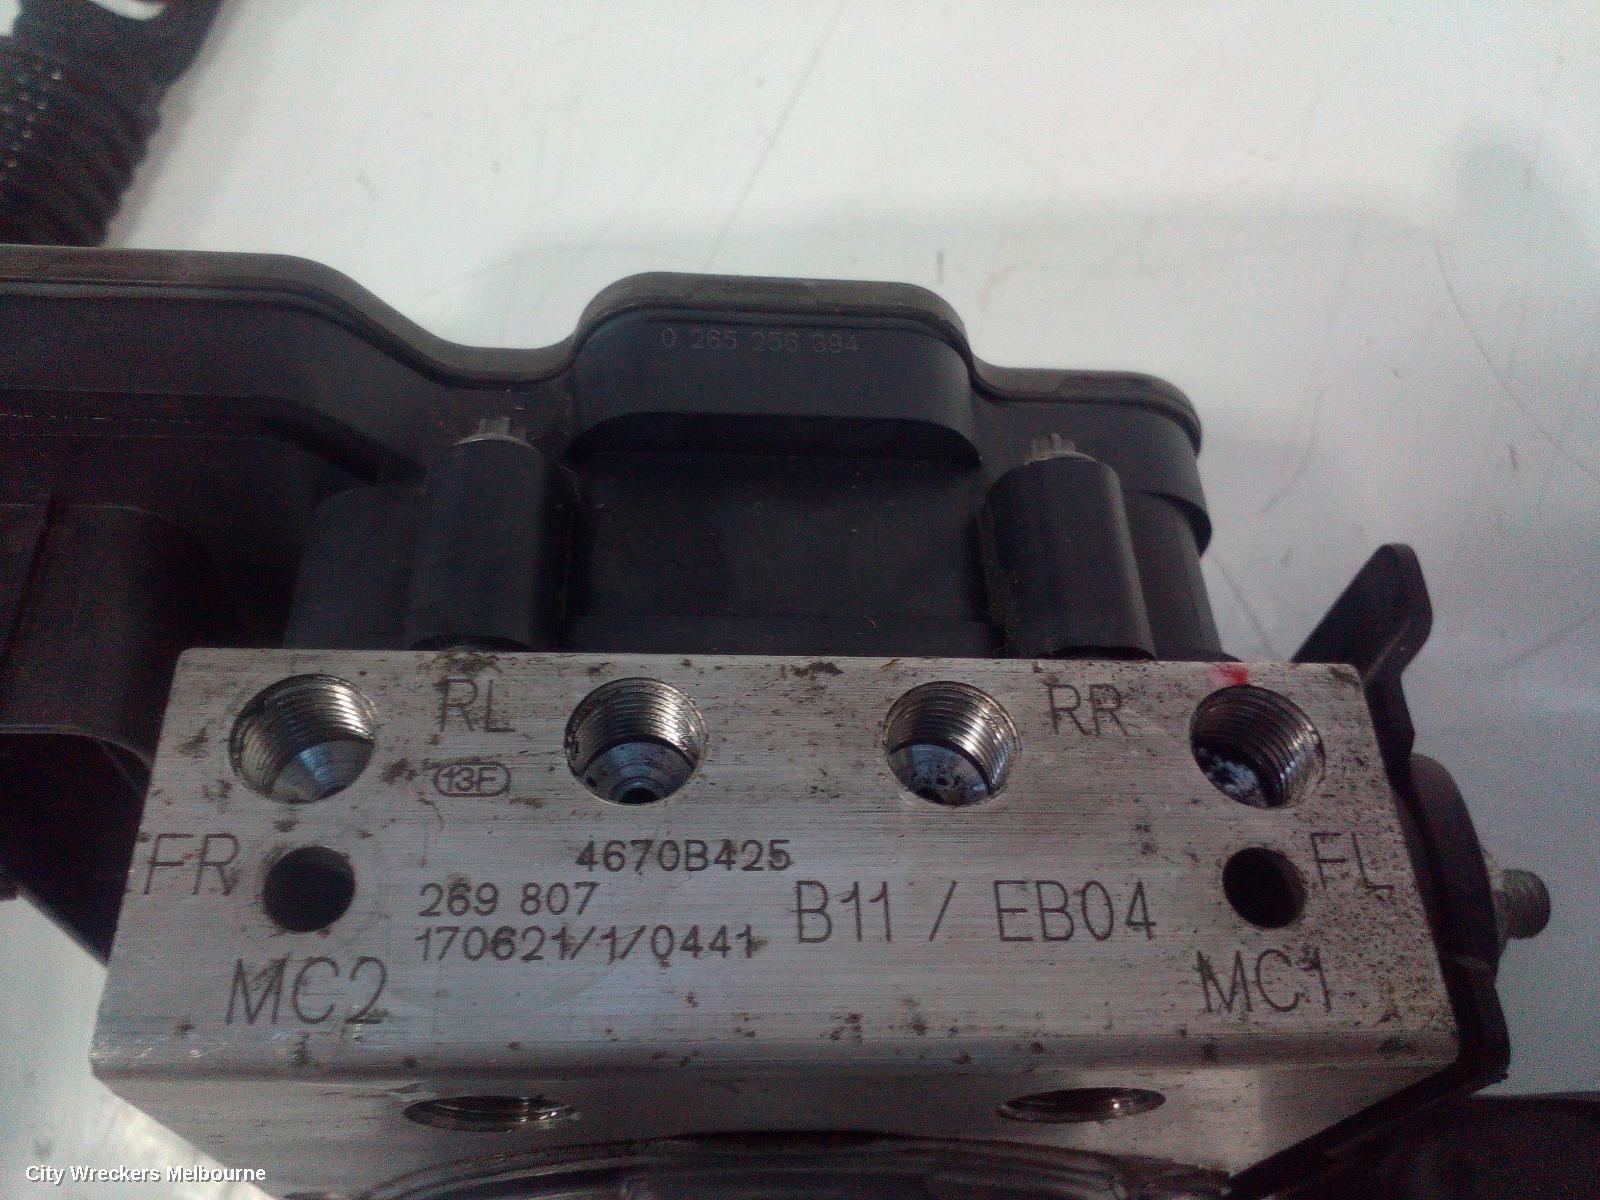 0 265 256 394
RL
RR
13F
FR
4670B425
FL
269 807
B11 / EB04
170621/1/0441
MC2
MC1
City Wreckers Melbourne